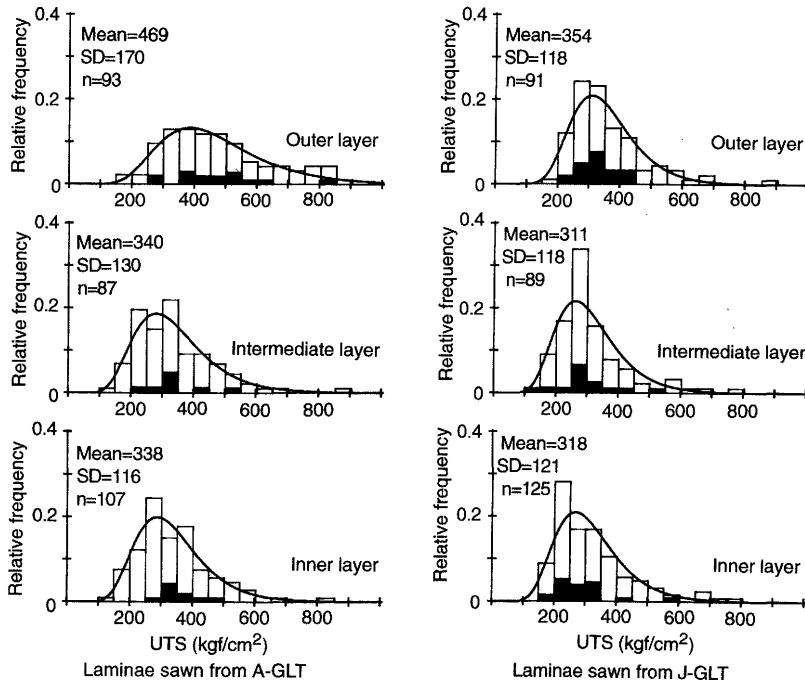 Relative frequency
0.4
0.2
0
Mean=469
SD=170
n=93
Outer layer
200 400 600 800
Relative frequency
0.4
0.2
0
Mean=354
SD=118
n=91
Outer layer
200 400 600 800
Relative frequency
0.4
0.2
0
Mean=340
SD=130
n=87
Intermediate layer
200 400 600 800
Relative frequency
0.4
0.2
0
Mean=311
SD=118
n=89
Intermediate layer
200 400 600 800
Relative frequency
0.4
0.2
0
Mean=338
SD=116
n=107
Inner layer
200 400 600 800
UTS (kgf/cm²)
Laminae sawn from A-GLT
Relative frequency
0.4
0.2
0
Mean=318
SD=121
n=125
Inner layer
200 400 600 800
UTS (kgf/cm²)
Laminae sawn from J-GLT